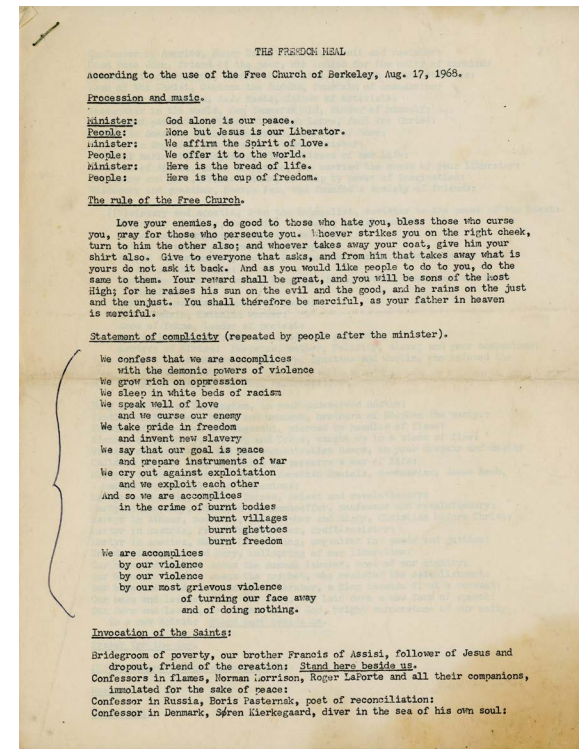 THE FREEDOM MEAL
According to the use of the Free Church of Berkeley, Aug. 17, 1968.
Procession and music.
Minister: God alone is our peace.
People: None but Jesus is our Liberator.
Minister: We affirm the Spirit of love.
People: We offer it to the world.
Minister: Here is the bread of life.
People: Here is the cup of freedom.
The rule of the Free Church.
Love your enemies, do good to those who hate you, bless those who curse
you, pray for those who persecute you. Whoever strikes you on the right cheek,
turn to him the other also; and whoever takes away your coat, give him your
shirt also. Give to everyone that asks, and from him that takes away what is
yours do not ask it back. And as you would like people to do to you, do the
same to them. Your reward shall be great, and you will be sons of the Most
High; for he raises his sun on the evil and the good, and he rains on the just
and the unjust. You shall therefore be merciful, as your father in heaven
is merciful.
Statement of complicity (repeated by people after the minister).
We confess that we are accomplices
with the demonic powers of violence
We grow rich on oppression
We sleep in white beds of racism
We speak well of love
and we curse our enemy
We take pride in freedom
and invent new slavery
We say that our goal is peace
and prepare instruments of war
We cry out against exploitation
and we exploit each other
And so we are accomplices
in the crime of burnt bodies
burnt villages
burnt ghettoes
burnt freedom
We are accomplices
by our violence
by our violence
by our most grievous violence
of turning our face away
and of doing nothing.
Invocation of the Saints:
Bridegroom of poverty, our brother Francis of Assisi, follower of Jesus and
dropout, friend of the creation: Stand here beside us.
Confessors in flames, Norman Morrison, Roger LaPorte and all their companions,
immolated for the sake of peace:
Confessor in Russia, Boris Pasternak, poet of reconciliation:
Confessor in Denmark, Søren Kierkegaard, diver in the sea of his own soul: